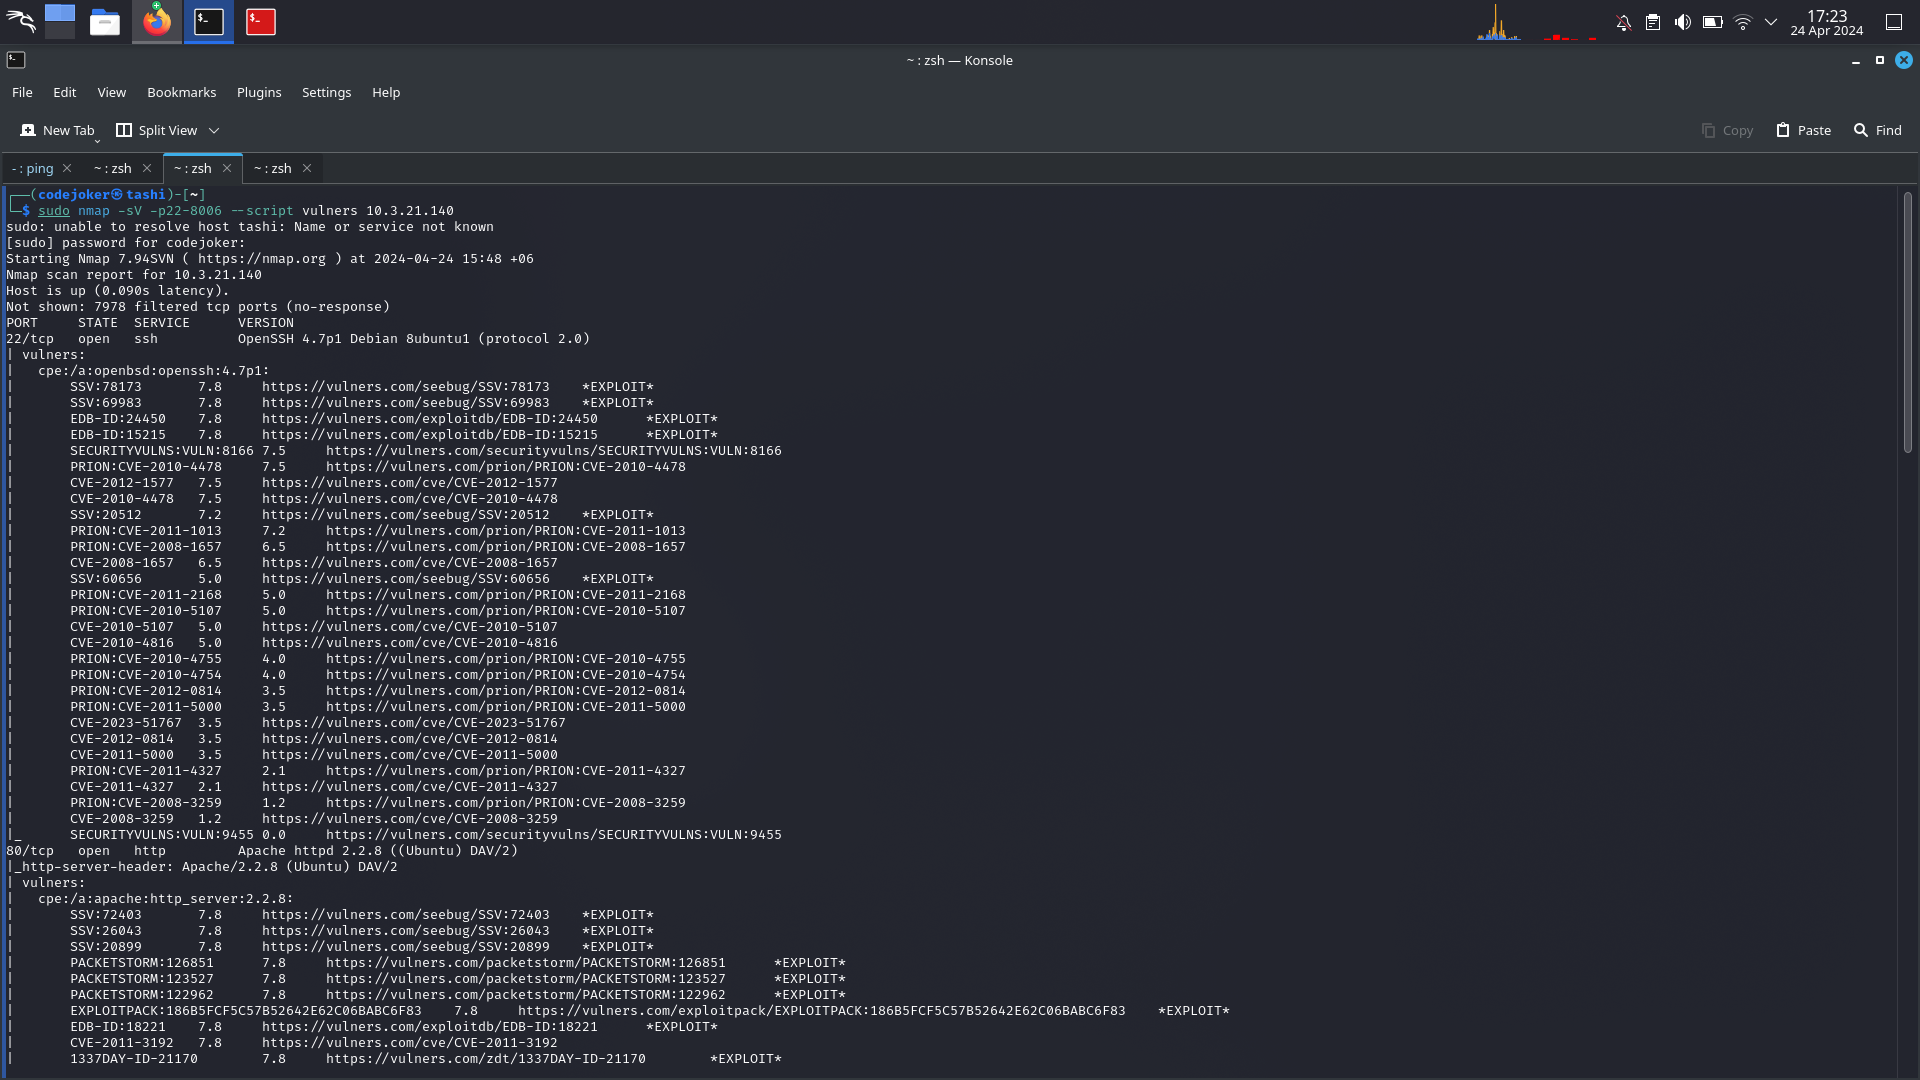 17:23
24 Apr 2024
~ : zsh — Konsole
File Edit View Bookmarks Plugins Settings Help
New Tab Split View Copy Paste Find
- : ping ~ : zsh ~ : zsh ~ : zsh
┌──(codejoker㉿tashi)-[~]
└─$ sudo nmap -sV -p22-8006 --script vulners 10.3.21.140
sudo: unable to resolve host tashi: Name or service not known
[sudo] password for codejoker:
Starting Nmap 7.94SVN ( https://nmap.org ) at 2024-04-24 15:48 +06
Nmap scan report for 10.3.21.140
Host is up (0.090s latency).
Not shown: 7978 filtered tcp ports (no-response)
PORT     STATE  SERVICE      VERSION
22/tcp   open   ssh          OpenSSH 4.7p1 Debian 8ubuntu1 (protocol 2.0)
| vulners:
|   cpe:/a:openbsd:openssh:4.7p1:
|       SSV:78173       7.8     https://vulners.com/seebug/SSV:78173    *EXPLOIT*
|       SSV:69983       7.8     https://vulners.com/seebug/SSV:69983    *EXPLOIT*
|       EDB-ID:24450    7.8     https://vulners.com/exploitdb/EDB-ID:24450      *EXPLOIT*
|       EDB-ID:15215    7.8     https://vulners.com/exploitdb/EDB-ID:15215      *EXPLOIT*
|       SECURITYVULNS:VULN:8166 7.5     https://vulners.com/securityvulns/SECURITYVULNS:VULN:8166
|       PRION:CVE-2010-4478     7.5     https://vulners.com/prion/PRION:CVE-2010-4478
|       CVE-2012-1577   7.5     https://vulners.com/cve/CVE-2012-1577
|       CVE-2010-4478   7.5     https://vulners.com/cve/CVE-2010-4478
|       SSV:20512       7.2     https://vulners.com/seebug/SSV:20512    *EXPLOIT*
|       PRION:CVE-2011-1013     7.2     https://vulners.com/prion/PRION:CVE-2011-1013
|       PRION:CVE-2008-1657     6.5     https://vulners.com/prion/PRION:CVE-2008-1657
|       CVE-2008-1657   6.5     https://vulners.com/cve/CVE-2008-1657
|       SSV:60656       5.0     https://vulners.com/seebug/SSV:60656    *EXPLOIT*
|       PRION:CVE-2011-2168     5.0     https://vulners.com/prion/PRION:CVE-2011-2168
|       PRION:CVE-2010-5107     5.0     https://vulners.com/prion/PRION:CVE-2010-5107
|       CVE-2010-5107   5.0     https://vulners.com/cve/CVE-2010-5107
|       CVE-2010-4816   5.0     https://vulners.com/cve/CVE-2010-4816
|       PRION:CVE-2010-4755     4.0     https://vulners.com/prion/PRION:CVE-2010-4755
|       PRION:CVE-2010-4754     4.0     https://vulners.com/prion/PRION:CVE-2010-4754
|       PRION:CVE-2012-0814     3.5     https://vulners.com/prion/PRION:CVE-2012-0814
|       PRION:CVE-2011-5000     3.5     https://vulners.com/prion/PRION:CVE-2011-5000
|       CVE-2023-51767  3.5     https://vulners.com/cve/CVE-2023-51767
|       CVE-2012-0814   3.5     https://vulners.com/cve/CVE-2012-0814
|       CVE-2011-5000   3.5     https://vulners.com/cve/CVE-2011-5000
|       PRION:CVE-2011-4327     2.1     https://vulners.com/prion/PRION:CVE-2011-4327
|       CVE-2011-4327   2.1     https://vulners.com/cve/CVE-2011-4327
|       PRION:CVE-2008-3259     1.2     https://vulners.com/prion/PRION:CVE-2008-3259
|       CVE-2008-3259   1.2     https://vulners.com/cve/CVE-2008-3259
|_      SECURITYVULNS:VULN:9455 0.0     https://vulners.com/securityvulns/SECURITYVULNS:VULN:9455
80/tcp   open   http         Apache httpd 2.2.8 ((Ubuntu) DAV/2)
|_http-server-header: Apache/2.2.8 (Ubuntu) DAV/2
| vulners:
|   cpe:/a:apache:http_server:2.2.8:
|       SSV:72403       7.8     https://vulners.com/seebug/SSV:72403    *EXPLOIT*
|       SSV:26043       7.8     https://vulners.com/seebug/SSV:26043    *EXPLOIT*
|       SSV:20899       7.8     https://vulners.com/seebug/SSV:20899    *EXPLOIT*
|       PACKETSTORM:126851      7.8     https://vulners.com/packetstorm/PACKETSTORM:126851      *EXPLOIT*
|       PACKETSTORM:123527      7.8     https://vulners.com/packetstorm/PACKETSTORM:123527      *EXPLOIT*
|       PACKETSTORM:122962      7.8     https://vulners.com/packetstorm/PACKETSTORM:122962      *EXPLOIT*
|       EXPLOITPACK:186B5FCF5C57B52642E62C06BABC6F83    7.8     https://vulners.com/exploitpack/EXPLOITPACK:186B5FCF5C57B52642E62C06BABC6F83    *EXPLOIT*
|       EDB-ID:18221    7.8     https://vulners.com/exploitdb/EDB-ID:18221      *EXPLOIT*
|       CVE-2011-3192   7.8     https://vulners.com/cve/CVE-2011-3192
|       1337DAY-ID-21170        7.8     https://vulners.com/zdt/1337DAY-ID-21170        *EXPLOIT*